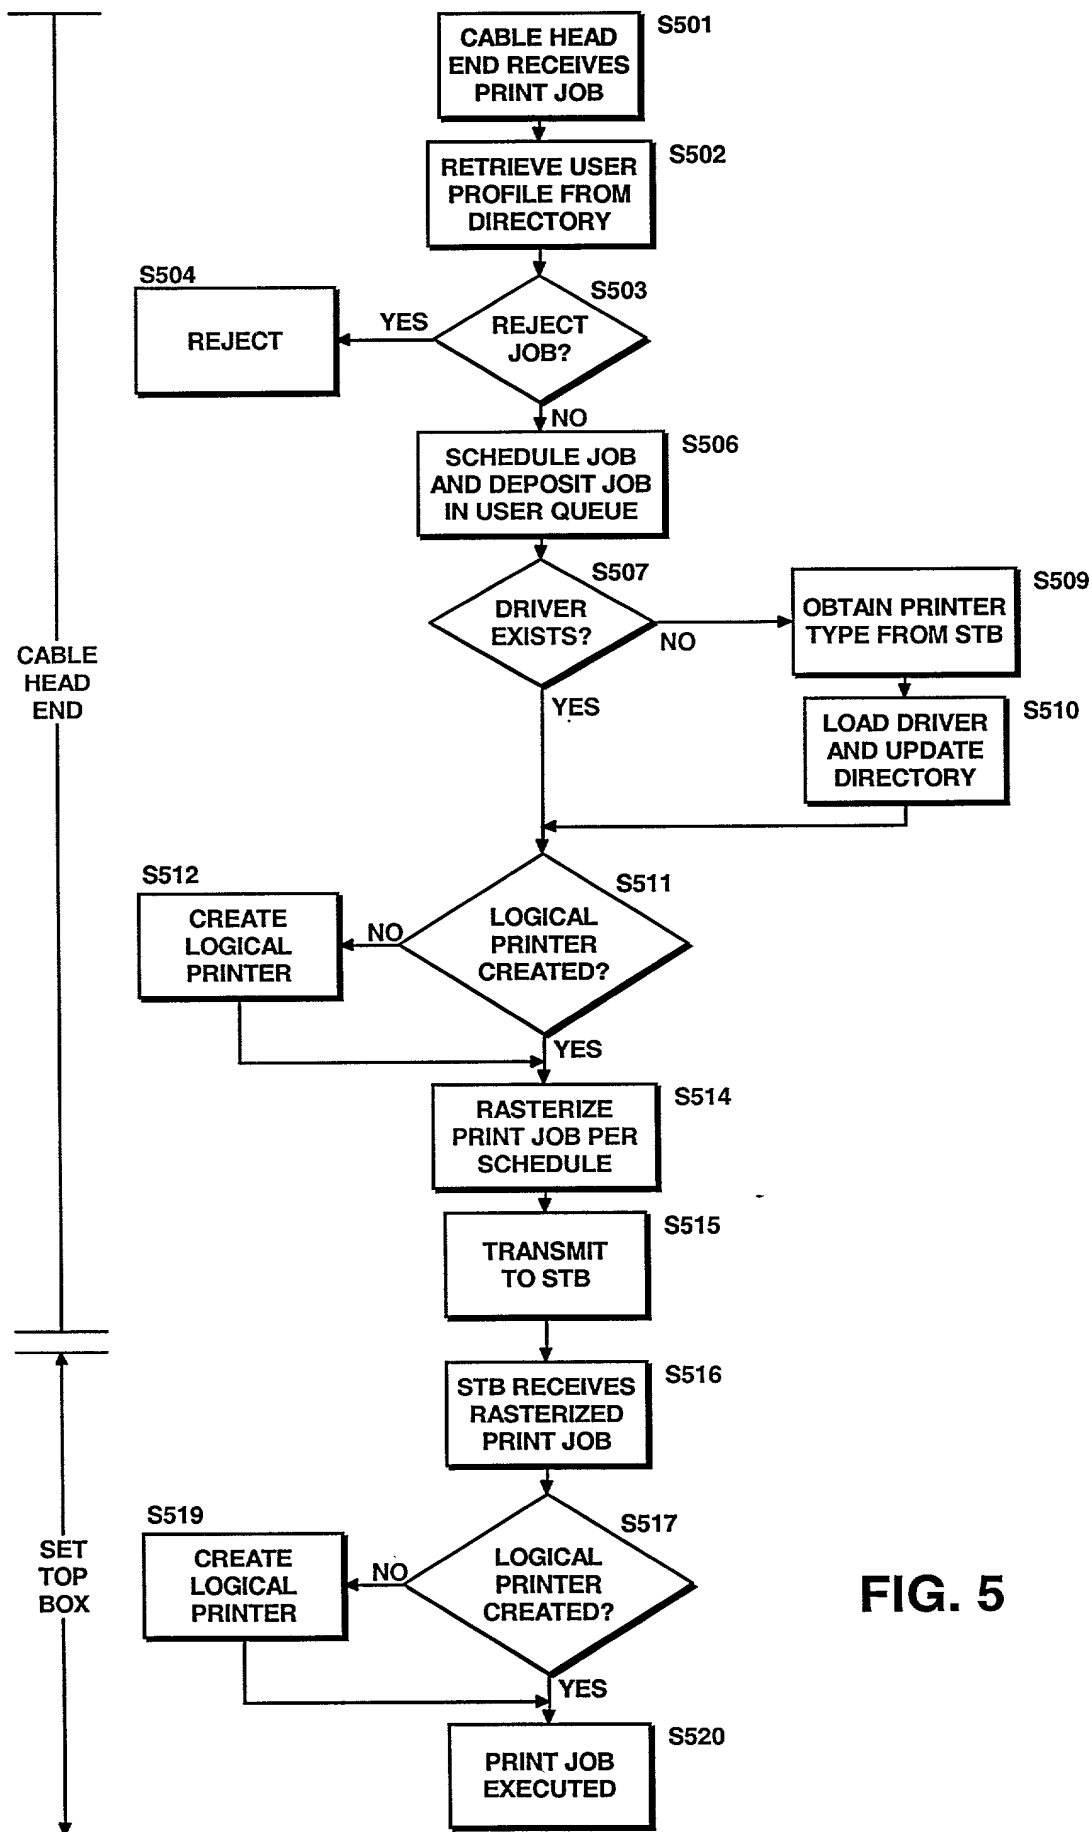 S501
CABLE HEAD
END RECEIVES
PRINT JOB
S502
RETRIEVE USER
PROFILE FROM
DIRECTORY
S503
REJECT
JOB?
YES
S504
REJECT
NO
S506
SCHEDULE JOB
AND DEPOSIT JOB
IN USER QUEUE
S507
DRIVER
EXISTS?
NO
S509
OBTAIN PRINTER
TYPE FROM STB
YES
S510
LOAD DRIVER
AND UPDATE
DIRECTORY
CABLE
HEAD
END
S511
LOGICAL
PRINTER
CREATED?
NO
S512
CREATE
LOGICAL
PRINTER
YES
S514
RASTERIZE
PRINT JOB PER
SCHEDULE
S515
TRANSMIT
TO STB
S516
STB RECEIVES
RASTERIZED
PRINT JOB
S517
LOGICAL
PRINTER
CREATED?
NO
S519
CREATE
LOGICAL
PRINTER
SET
TOP
BOX
YES
S520
PRINT JOB
EXECUTED
FIG. 5